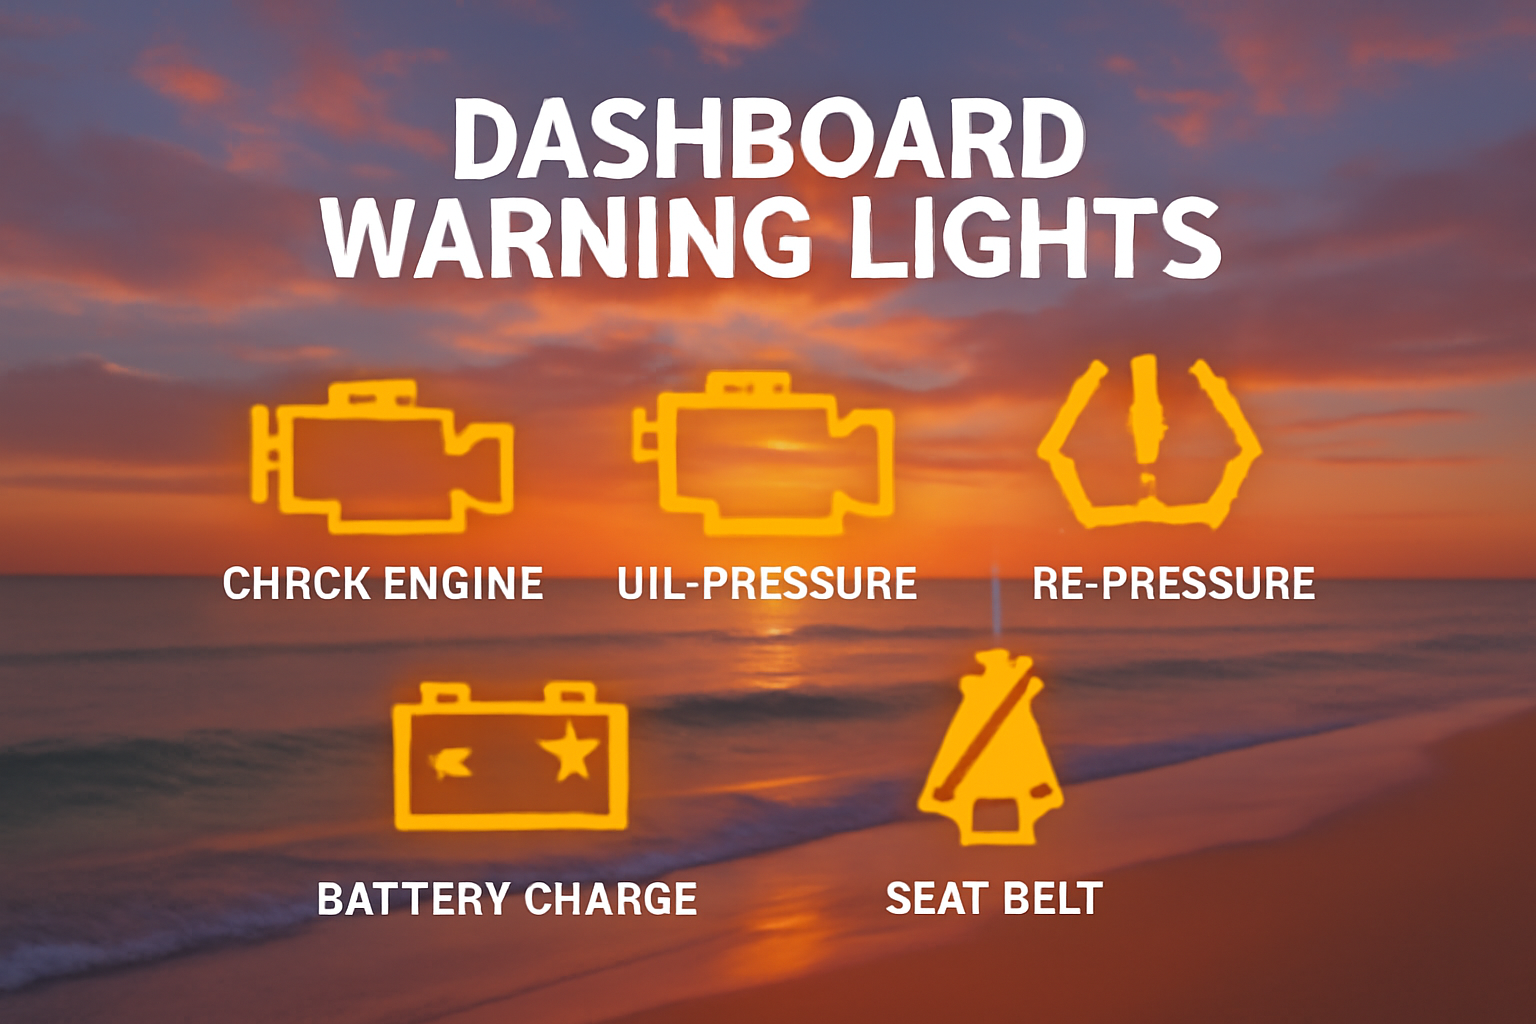 DASHBOARD
WARNING LIGHTS
CHRCK ENGINE
UIL-PRESSURE
RE-PRESSURE
BATTERY CHARGE
SEAT BELT